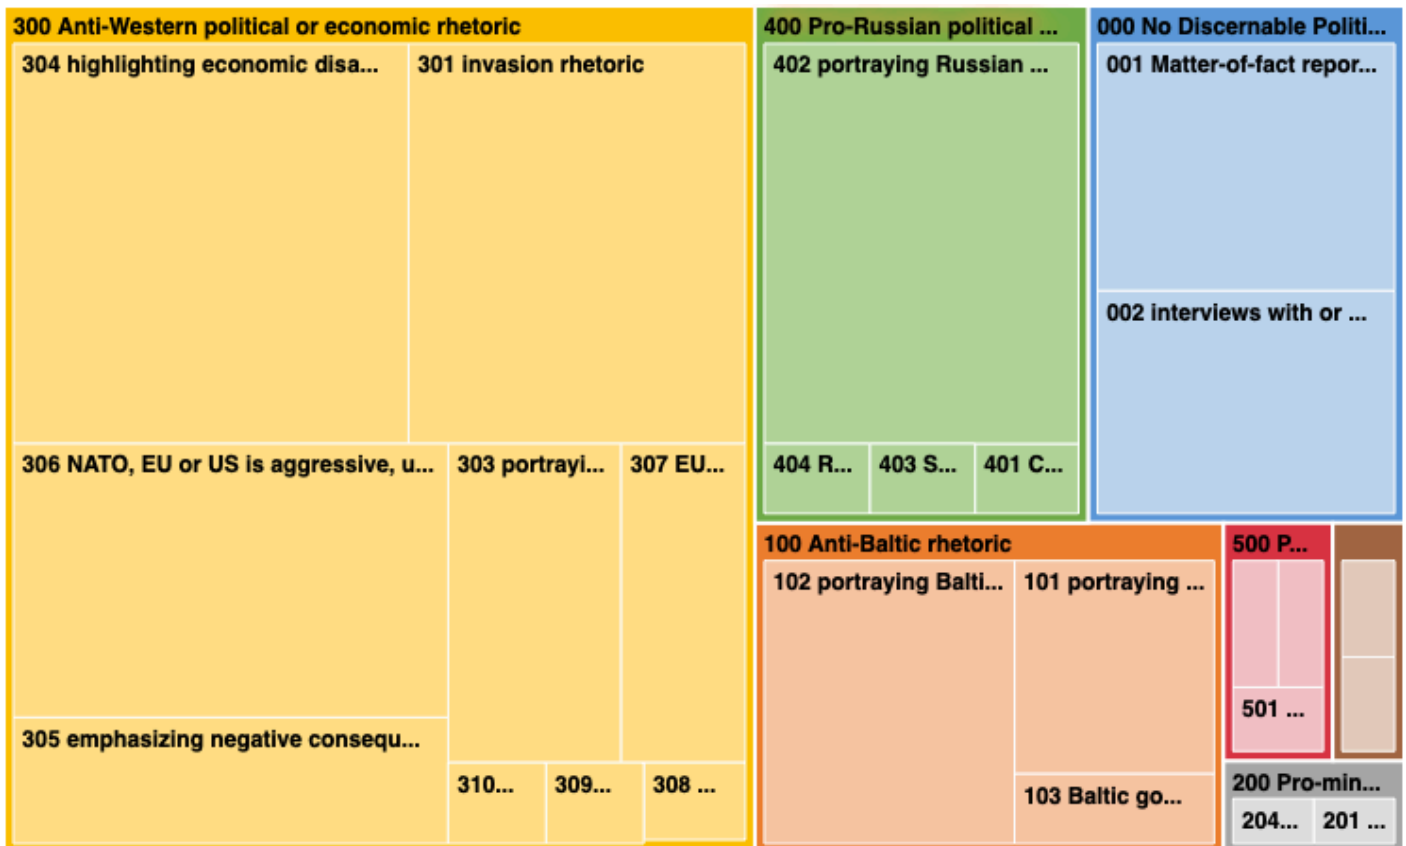 300 Anti-Western political or economic rhetoric
304 highlighting economic disa...
301 invasion rhetoric
306 NATO, EU or US is aggressive, u...
303 portrayi...
307 EU...
305 emphasizing negative consequ...
310...
309...
308 ...
400 Pro-Russian political ...
402 portraying Russian ...
404 R...
403 S...
401 C...
000 No Discernable Politi...
001 Matter-of-fact repor...
002 interviews with or ...
100 Anti-Baltic rhetoric
102 portraying Balti...
101 portraying ...
103 Baltic go...
500 P...
501 ...
200 Pro-min...
204...
201 ...